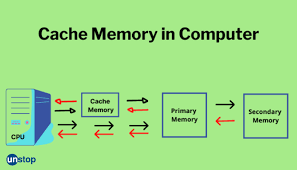 Cache Memory in Computer
Cache
Memory
Primary
Memory
Secondary
Memory
CPU
unstop